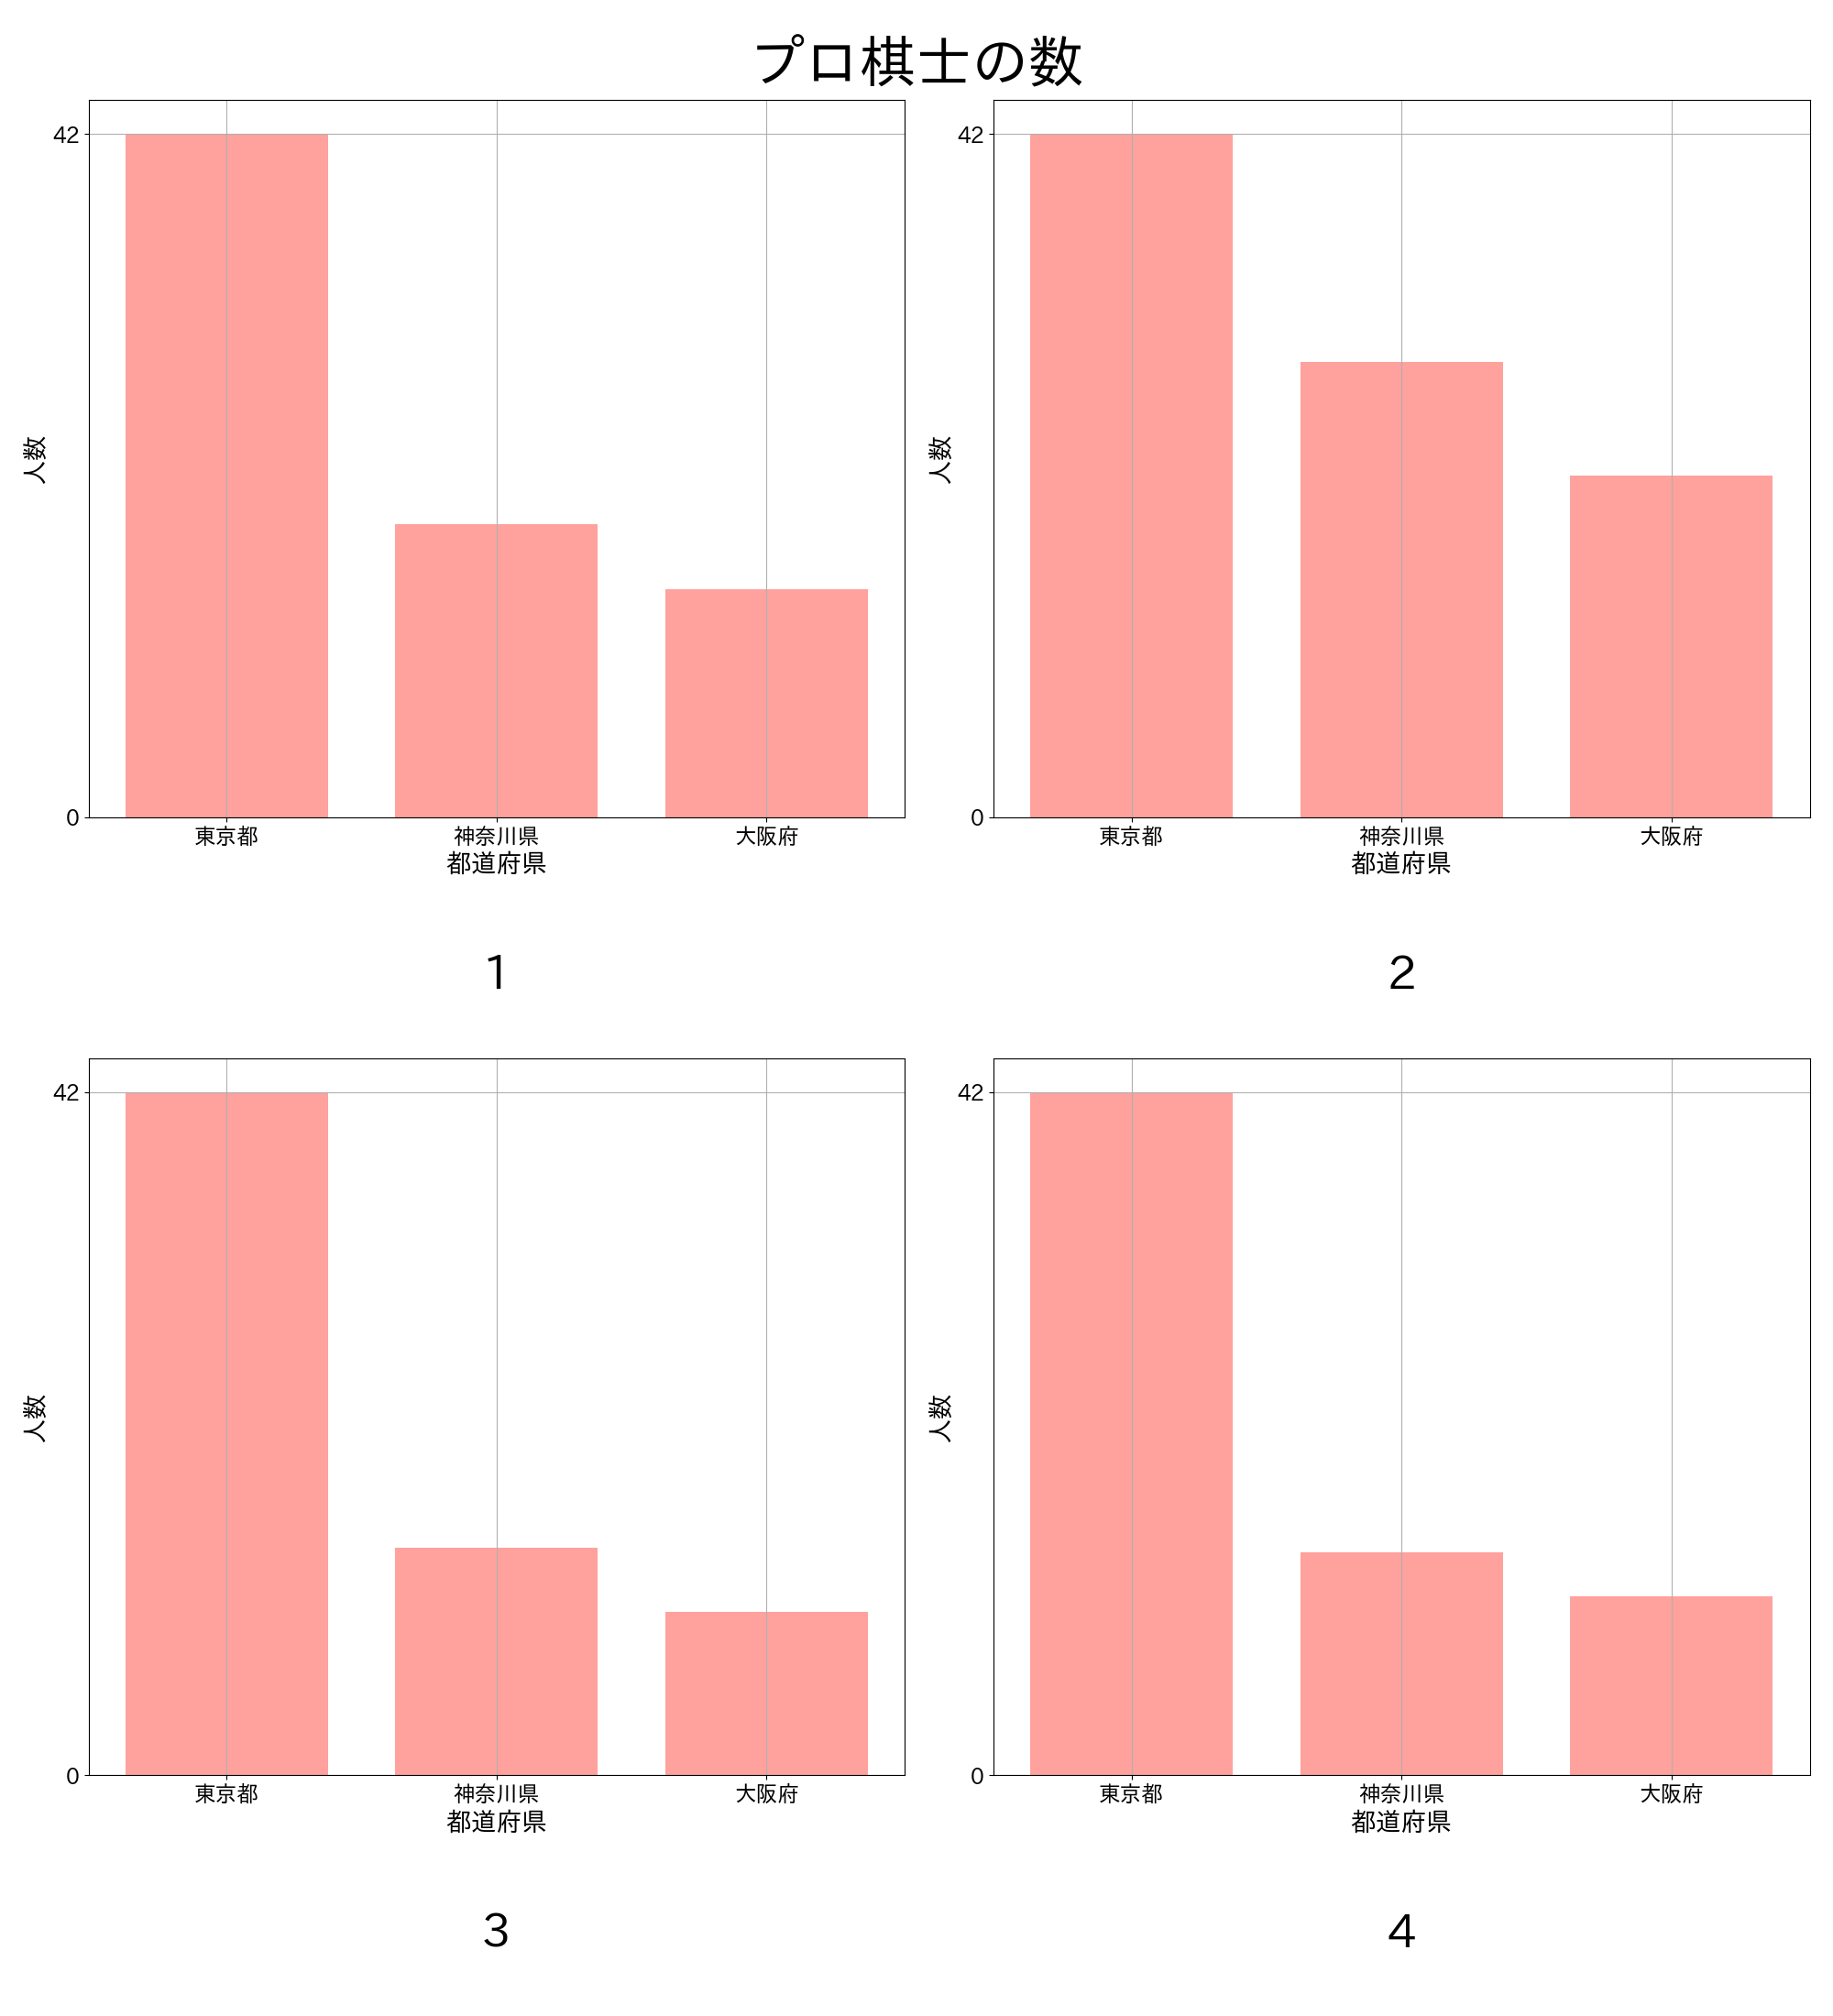 プロ棋士の数
42
人数
0
東京都 神奈川県 大阪府
都道府県
1
42
人数
0
東京都 神奈川県 大阪府
都道府県
2
42
人数
0
東京都 神奈川県 大阪府
都道府県
3
42
人数
0
東京都 神奈川県 大阪府
都道府県
4